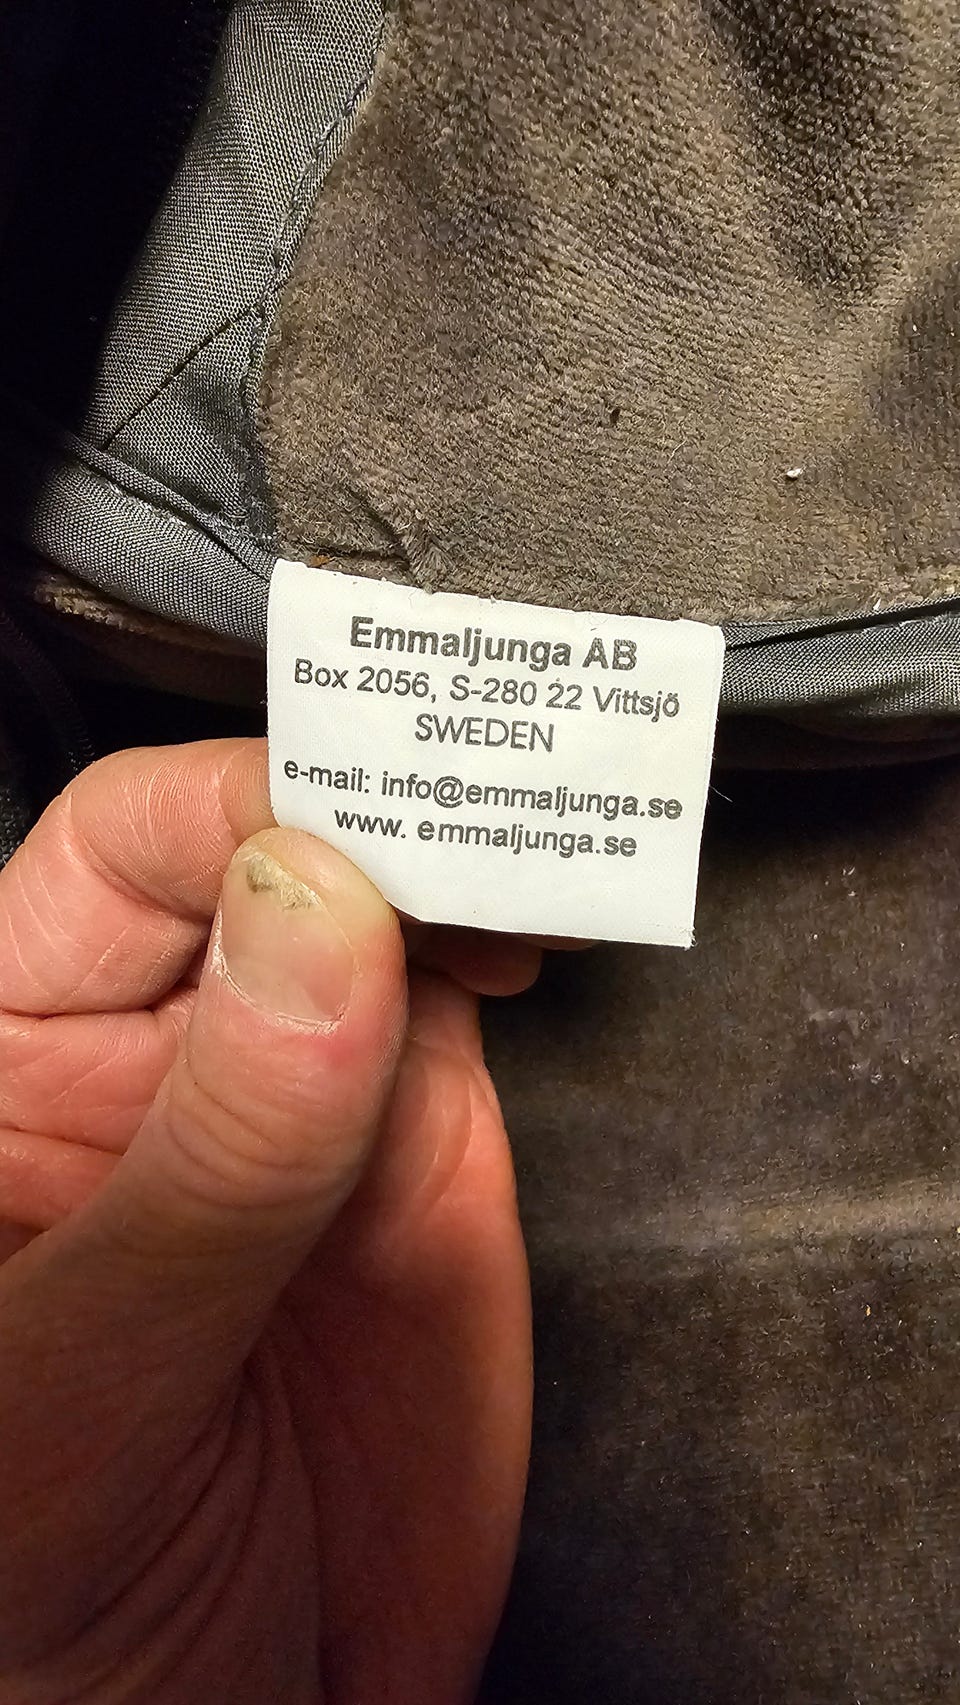 Emmaljunga AB
Box 2056, S-280 22 Vittsjö
SWEDEN
e-mail: info@emmaljunga.se
www. emmaljunga.se